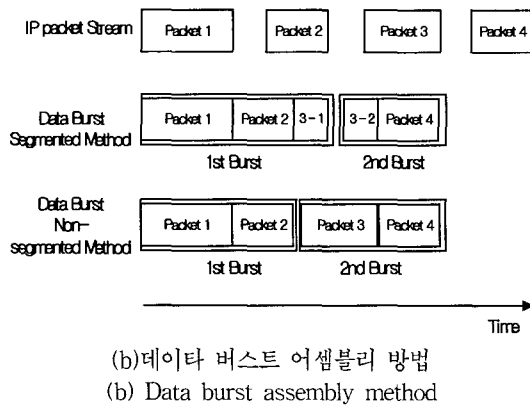 IP packet Stream
Packet 1 Packet 2 Packet 3 Packet 4
Data Burst
Segmented Method
Packet 1 Packet 2 3-1 3-2 Packet 4
1st Burst 2nd Burst
Data Burst
Non-
segmented Method
Packet 1 Packet 2 Packet 3 Packet 4
1st Burst 2nd Burst
Time
(b)데이타 버스트 어셈블리 방법
(b) Data burst assembly method